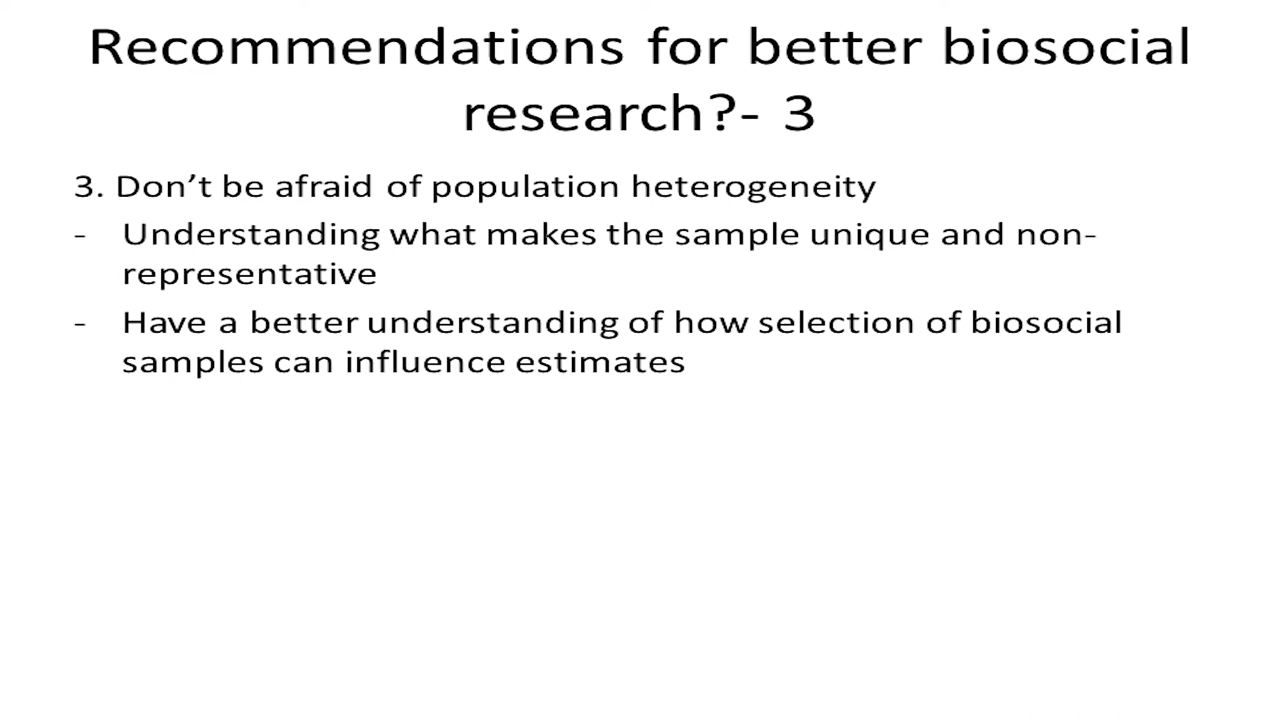 Recommendations for better biosocial
research?- 3
3. Don’t be afraid of population heterogeneity
- Understanding what makes the sample unique and non-
representative
- Have a better understanding of how selection of biosocial
samples can influence estimates